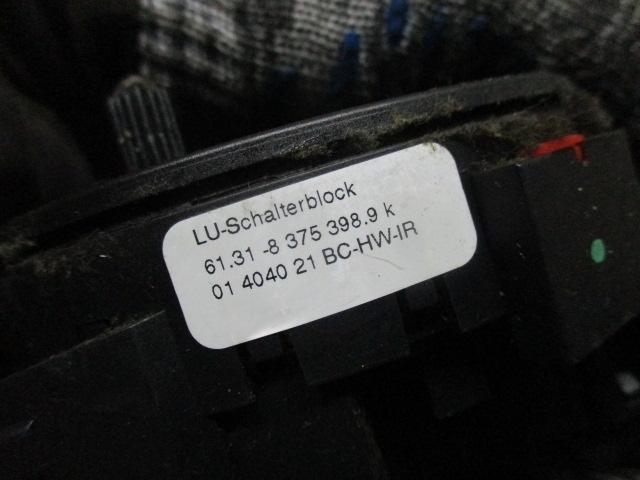 LU-Schalterblock
61.31 -8 375 398.9 k
01 4040 21 BC-HW-IR